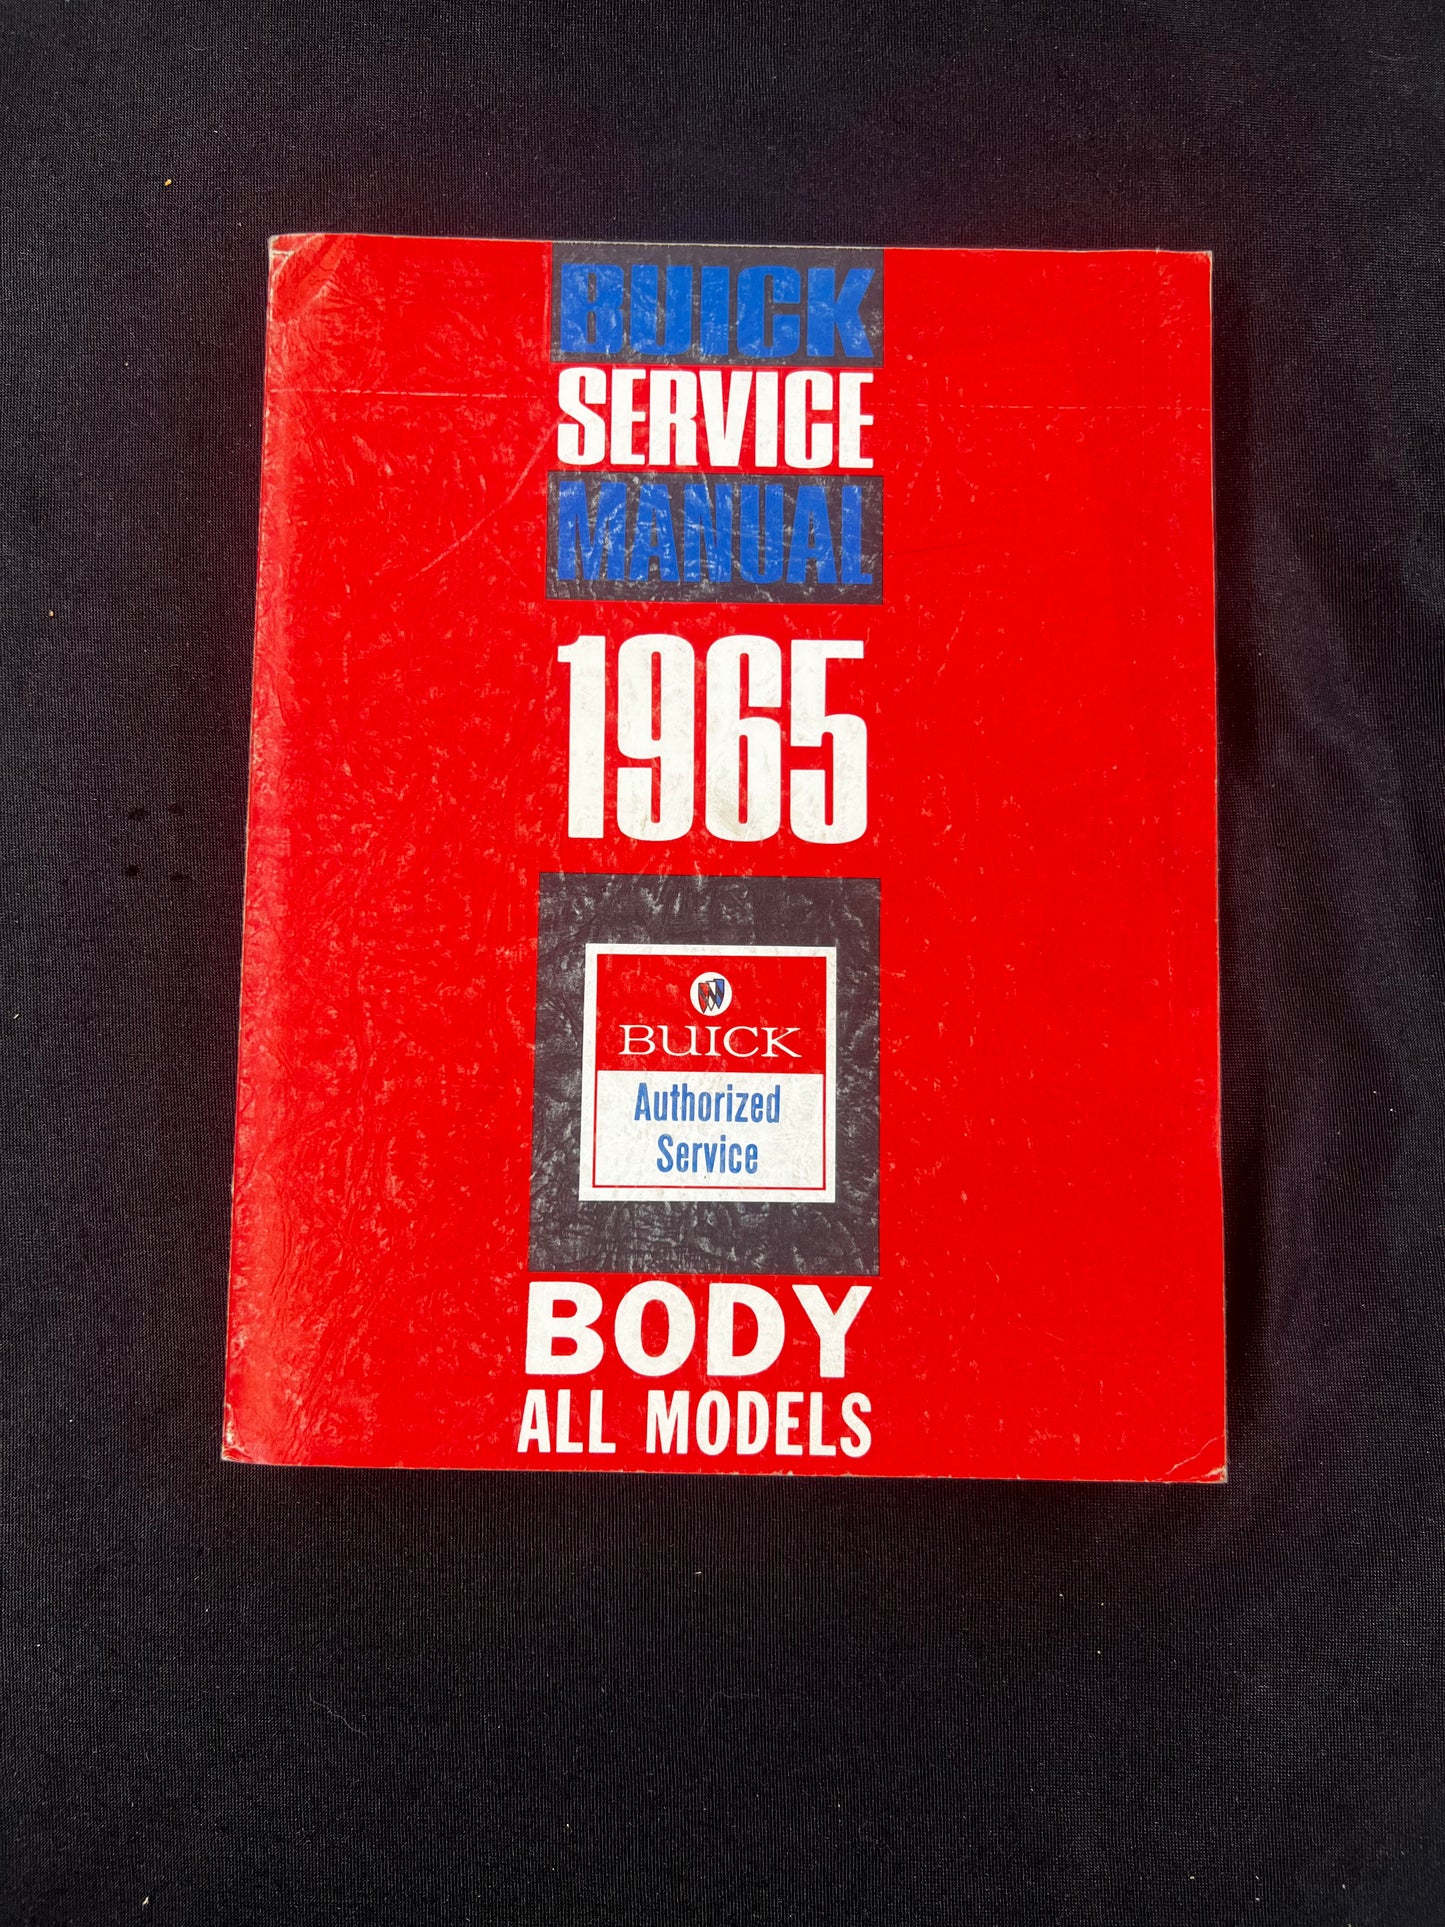 BUICK
SERVICE
MANUAL
1965
BUICK
Authorized
Service
BODY
ALL MODELS